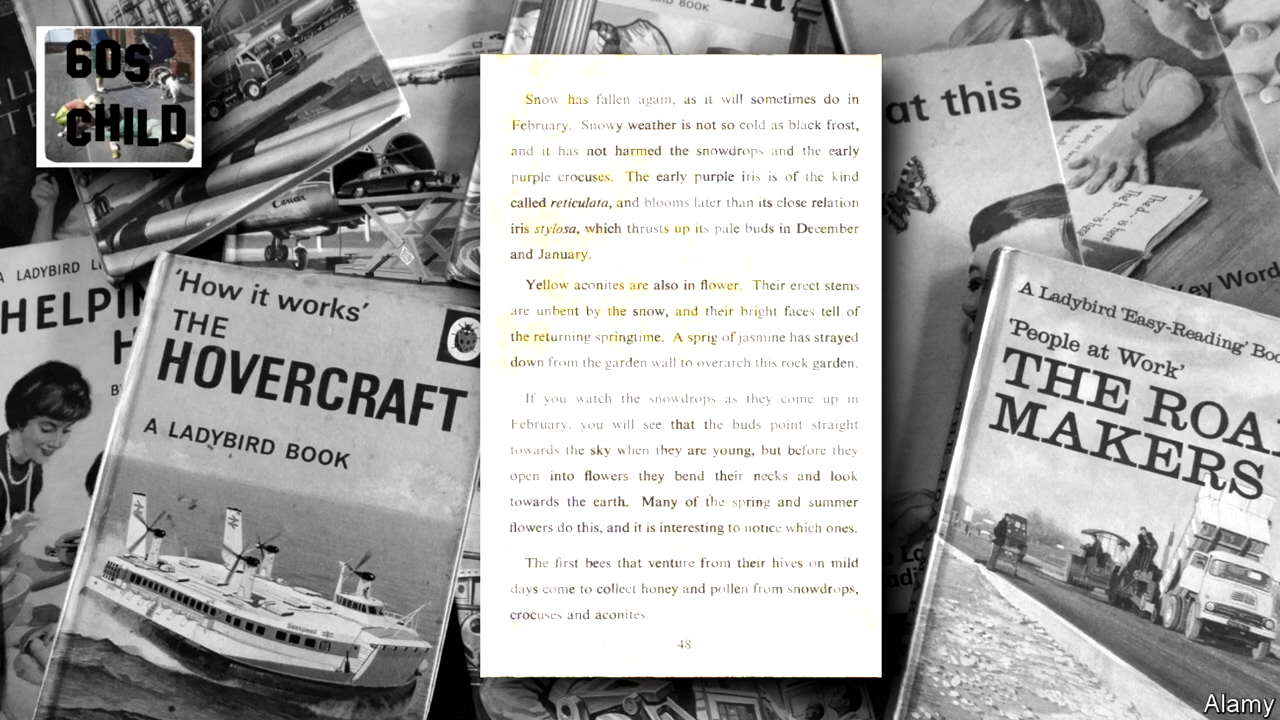 60s
CHILD
BOOK
at this
Convair
A LADYBIRD
HELPIN
'How it works'
THE
HOVERCRAFT
A LADYBIRD BOOK
Snow has fallen again, as it will sometimes do in
February. Snowy weather is not so cold as black frost,
and it has not harmed the snowdrops and the early
purple crocuses. The early purple iris is of the kind
called reticulata, and blooms later than its close relation
iris stylosa, which thrusts up its pale buds in December
and January.
Yellow aconites are also in flower. Their erect stems
are unbent by the snow, and their bright faces tell of
the returning springtime. A sprig of jasmine has strayed
down from the garden wall to overarch this rock garden.
If you watch the snowdrops as they come up in
February, you will see that the buds point straight
towards the sky when they are young, but before they
open into flowers they bend their necks and look
towards the earth. Many of the spring and summer
flowers do this, and it is interesting to notice which ones.
The first bees that venture from their hives on mild
days come to collect honey and pollen from snowdrops,
crocuses and aconites.
48
Key Word
A Ladybird 'Easy-Reading' Boo
'People at Work'
THE ROA
MAKERS
Alamy